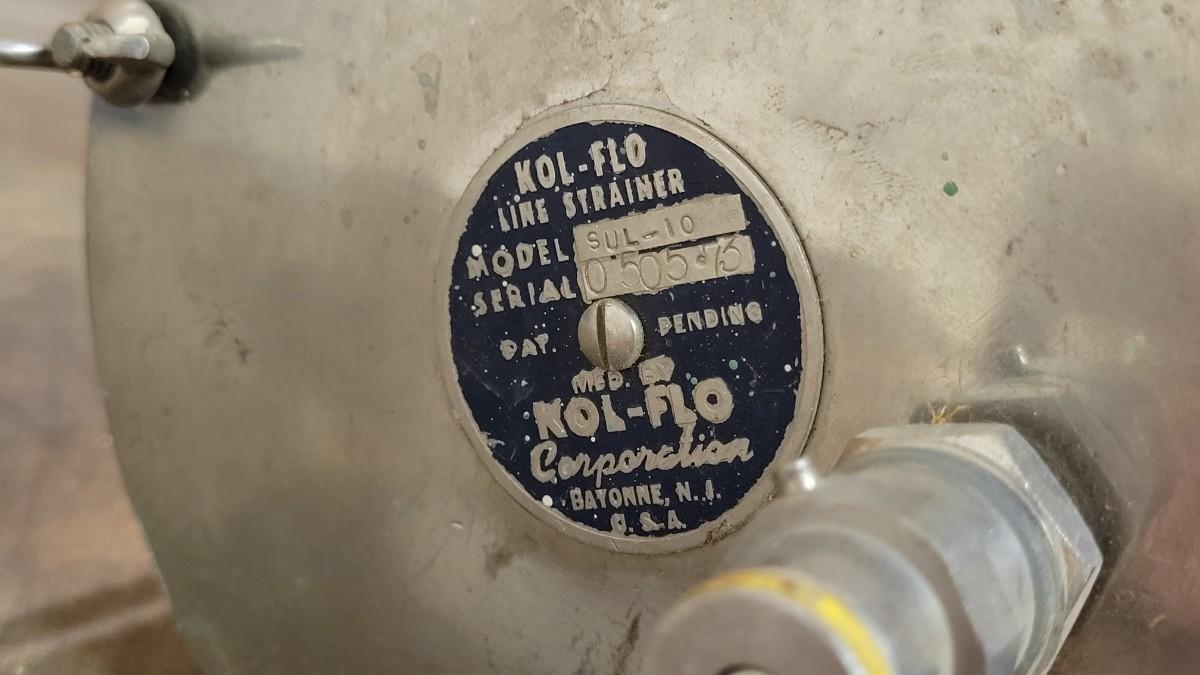 KOL-FLO
LINE STRAINER
MODEL SUL-10
SERIAL 0505·73
PAT. PENDING
MFD. BY
KOL-FLO
Corporation
BAYONNE, N.J.
U.S.A.